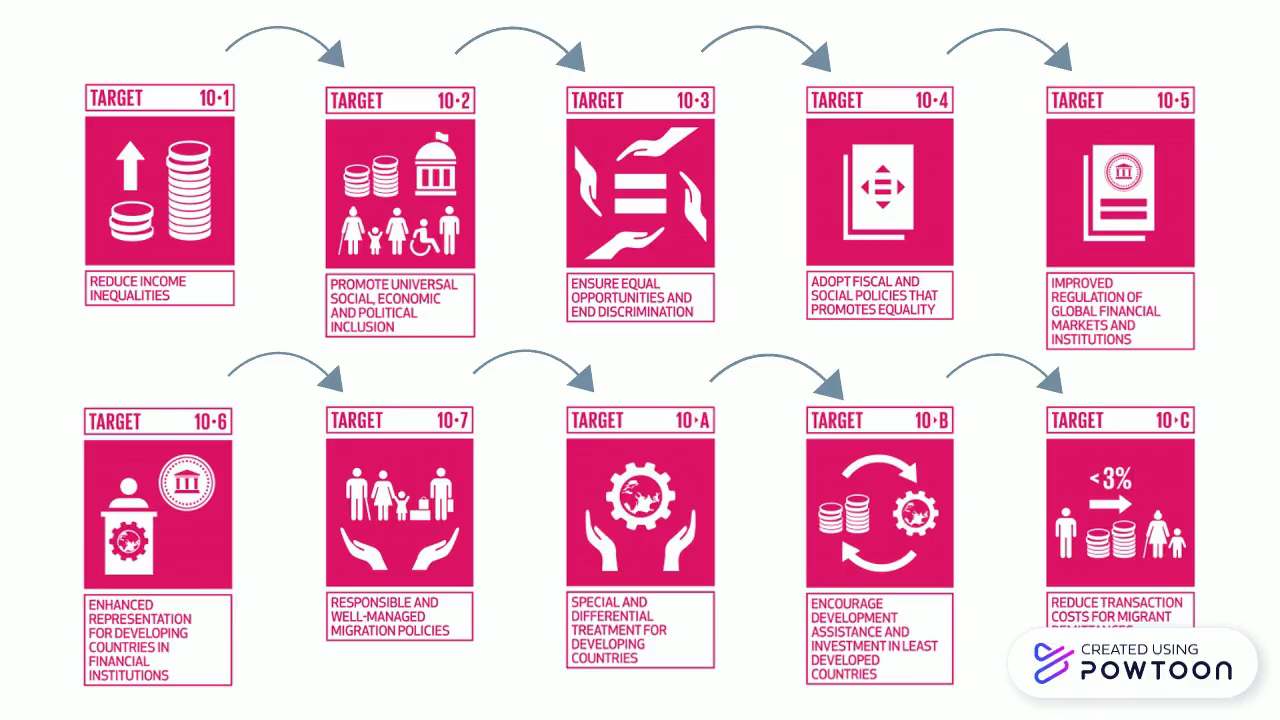 TARGET 10·1
REDUCE INCOME
INEQUALITIES
TARGET 10·2
PROMOTE UNIVERSAL
SOCIAL, ECONOMIC
AND POLITICAL
INCLUSION
TARGET 10·3
ENSURE EQUAL
OPPORTUNITIES AND
END DISCRIMINATION
TARGET 10·4
ADOPT FISCAL AND
SOCIAL POLICIES THAT
PROMOTES EQUALITY
TARGET 10·5
IMPROVED
REGULATION OF
GLOBAL FINANCIAL
MARKETS AND
INSTITUTIONS
TARGET 10·6
ENHANCED
REPRESENTATION
FOR DEVELOPING
COUNTRIES IN
FINANCIAL
INSTITUTIONS
TARGET 10·7
RESPONSIBLE AND
WELL-MANAGED
MIGRATION POLICIES
TARGET 10‣A
SPECIAL AND
DIFFERENTIAL
TREATMENT FOR
DEVELOPING
COUNTRIES
TARGET 10‣B
ENCOURAGE
DEVELOPMENT
ASSISTANCE AND
INVESTMENT IN LEAST
DEVELOPED
COUNTRIES
TARGET 10‣C
<3%
REDUCE TRANSACTION
COSTS FOR MIGRANT
CREATED USING
POWTOON